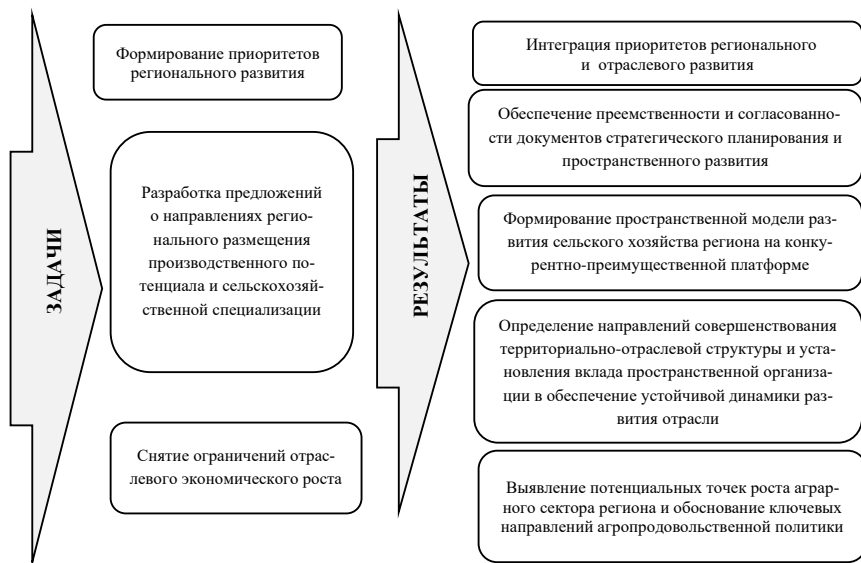 ЗАДАЧИ
Формирование приоритетов
регионального развития
Разработка предложений
о направлениях регио-
нального размещения
производственного по-
тенциала и сельскохозяй-
ственной специализации
Снятие ограничений отрас-
левого экономического роста
РЕЗУЛЬТАТЫ
Интеграция приоритетов регионального
и отраслевого развития
Обеспечение преемственности и согласованно-
сти документов стратегического планирования и
пространственного развития
Формирование пространственной модели раз-
вития сельского хозяйства региона на конку-
рентно-преимущественной платформе
Определение направлений совершенствования
территориально-отраслевой структуры и уста-
новления вклада пространственной организа-
ции в обеспечение устойчивой динамики раз-
вития отрасли
Выявление потенциальных точек роста аграр-
ного сектора региона и обоснование ключевых
направлений агропродовольственной политики